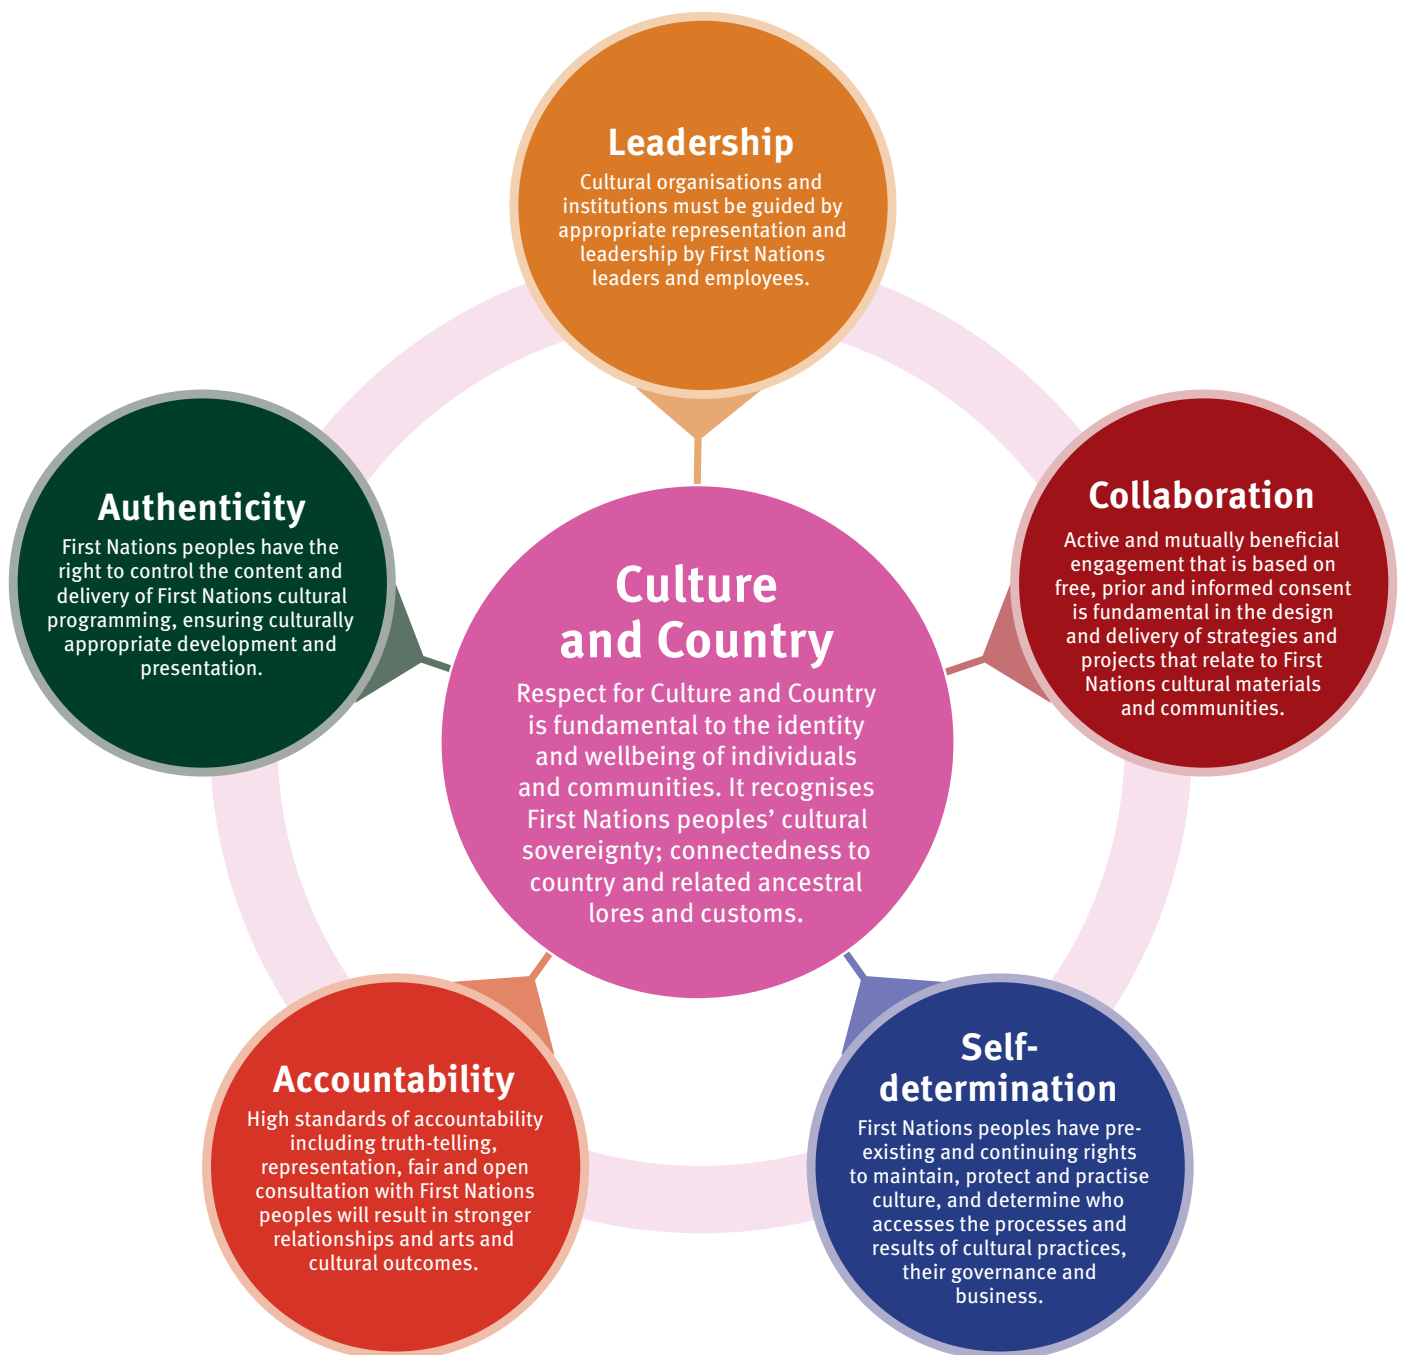 Leadership
Cultural organisations and
institutions must be guided by
appropriate representation and
leadership by First Nations
leaders and employees.
Collaboration
Active and mutually beneficial
engagement that is based on
free, prior and informed consent
is fundamental in the design
and delivery of strategies and
projects that relate to First
Nations cultural materials
and communities.
Authenticity
First Nations peoples have the
right to control the content and
delivery of First Nations cultural
programming, ensuring culturally
appropriate development and
presentation.
Culture
and Country
Respect for Culture and Country
is fundamental to the identity
and wellbeing of individuals
and communities. It recognises
First Nations peoples’ cultural
sovereignty; connectedness to
country and related ancestral
lores and customs.
Accountability
High standards of accountability
including truth-telling,
representation, fair and open
consultation with First Nations
peoples will result in stronger
relationships and arts and
cultural outcomes.
Self-
determination
First Nations peoples have pre-
existing and continuing rights
to maintain, protect and practise
culture, and determine who
accesses the processes and
results of cultural practices,
their governance and
business.